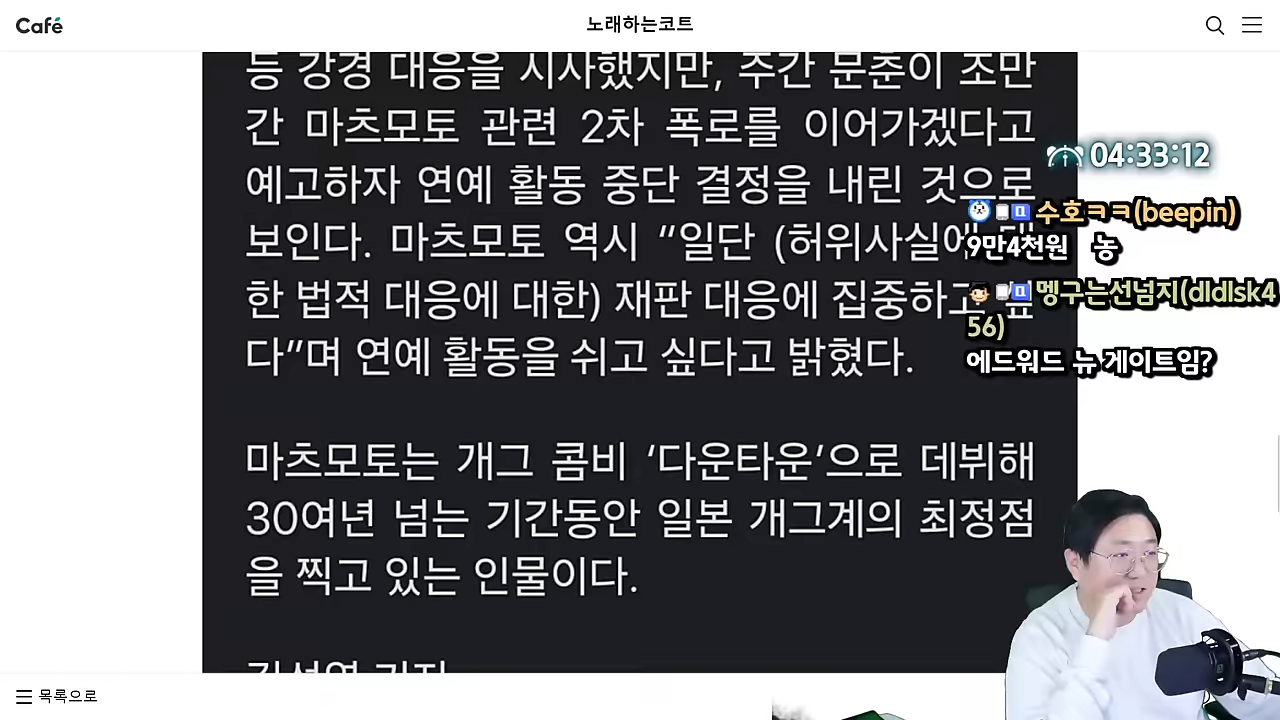 Café
노래하는코트
등 강경 대응을 시사했지만, 주간 문춘이 조만
간 마츠모토 관련 2차 폭로를 이어가겠다고
예고하자 연예 활동 중단 결정을 내린 것으로
보인다. 마츠모토 역시 “일단 (허위사실에 대
한 법적 대응에 대한) 재판 대응에 집중하고 싶
다”며 연예 활동을 쉬고 싶다고 밝혔다.
마츠모토는 개그 콤비 ‘다운타운’으로 데뷔해
30여년 넘는 기간동안 일본 개그계의 최정점
을 찍고 있는 인물이다.
04:33:12
수호ㅋㅋ(beepin)
9만4천원 농
멩구는선넘지(dldlsk4
56)
에드워드 뉴 게이트임?
목록으로